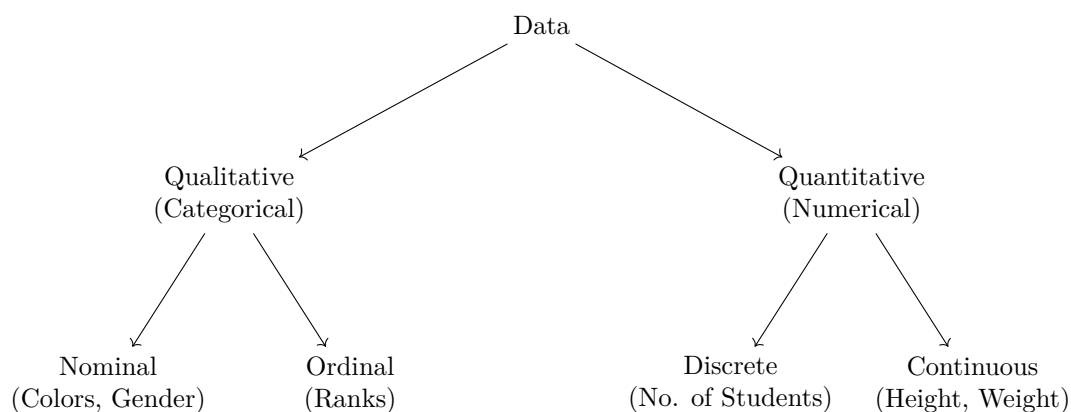 Data
Qualitative
(Categorical)
Quantitative
(Numerical)
Nominal
(Colors, Gender)
Ordinal
(Ranks)
Discrete
(No. of Students)
Continuous
(Height, Weight)